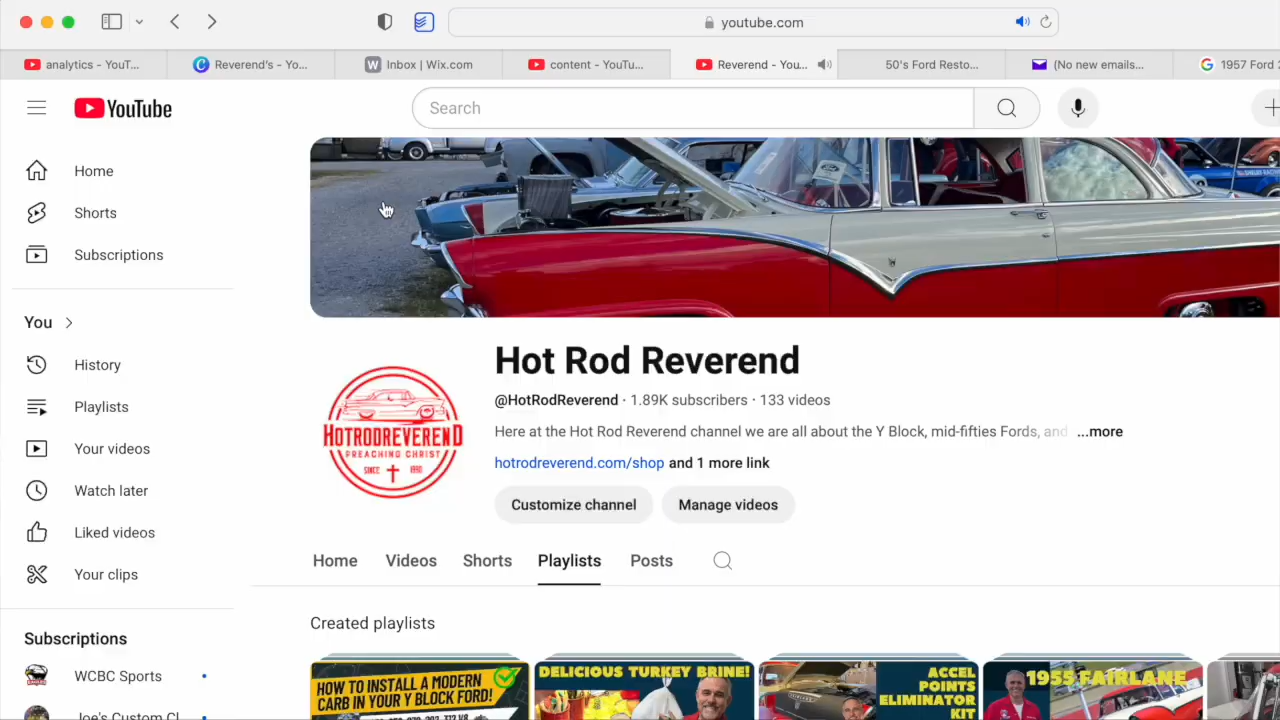 youtube.com
analytics - YouT...
Reverend's - Yo...
Inbox | Wix.com
content - YouTu...
Reverend - You...
50's Ford Resto...
(No new emails...
1957 Ford
YouTube
Search
Home
Shorts
Subscriptions
You
History
Playlists
Your videos
Watch later
Liked videos
Your clips
Subscriptions
WCBC Sports
Joe's Custom Cl
Hot Rod Reverend
@HotRodReverend · 1.89K subscribers · 133 videos
Here at the Hot Rod Reverend channel we are all about the Y Block, mid-fifties Fords, and ...more
hotrodreverend.com/shop and 1 more link
HOTRODREVEREND
PREACHING CHRIST
SINCE 1990
Customize channel
Manage videos
Home
Videos
Shorts
Playlists
Posts
Created playlists
HOW TO INSTALL A MODERN
CARB IN YOUR Y BLOCK FORD!
DELICIOUS TURKEY BRINE!
ACCEL
POINTS
ELIMINATOR
KIT
1955 FAIRLANE